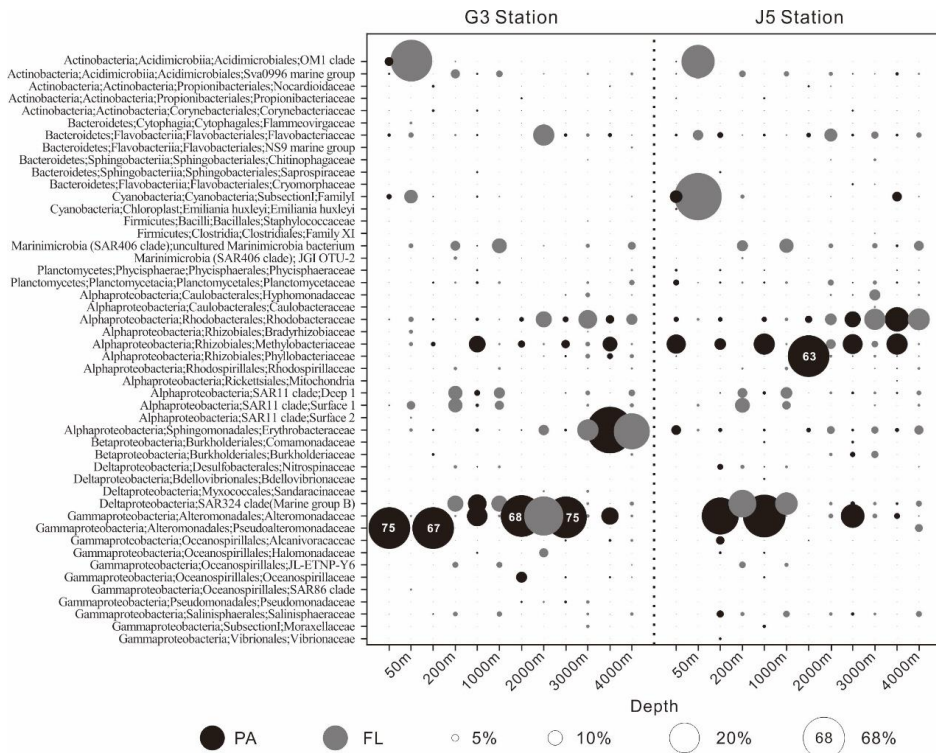 G3 Station
J5 Station
Actinobacteria;Acidimicrobiia;Acidimicrobiales;OM1 clade
Actinobacteria;Acidimicrobiia;Acidimicrobiales;Sva0996 marine group
Actinobacteria;Actinobacteria;Propionibacteriales;Nocardioidaceae
Actinobacteria;Actinobacteria;Propionibacteriales;Propionibacteriaceae
Actinobacteria;Actinobacteria;Corynebacteriales;Corynebacteriaceae
Bacteroidetes;Cytophagia;Cytophagales;Flammeovirgaceae
Bacteroidetes;Flavobacteriia;Flavobacteriales;Flavobacteriaceae
Bacteroidetes;Flavobacteriia;Flavobacteriales;NS9 marine group
Bacteroidetes;Sphingobacteriia;Sphingobacteriales;Chitinophagaceae
Bacteroidetes;Sphingobacteriia;Sphingobacteriales;Saprospiraceae
Bacteroidetes;Flavobacteriia;Flavobacteriales;Cryomorphaceae
Cyanobacteria;Cyanobacteria;SubsectionI;FamilyI
Cyanobacteria;Chloroplast;Emiliania huxleyi;Emiliania huxleyi
Firmicutes;Bacilli;Bacillales;Staphylococcaceae
Firmicutes;Clostridia;Clostridiales;Family XI
Marinimicrobia (SAR406 clade);uncultured Marinimicrobia bacterium
Marinimicrobia (SAR406 clade); JGI OTU-2
Planctomycetes;Phycisphaerae;Phycisphaerales;Phycisphaeraceae
Planctomycetes;Planctomycetacia;Planctomycetales;Planctomycetaceae
Alphaproteobacteria;Caulobacterales;Hyphomonadaceae
Alphaproteobacteria;Caulobacterales;Caulobacteraceae
Alphaproteobacteria;Rhodobacterales;Rhodobacteraceae
Alphaproteobacteria;Rhizobiales;Bradyrhizobiaceae
Alphaproteobacteria;Rhizobiales;Methylobacteriaceae
Alphaproteobacteria;Rhizobiales;Phyllobacteriaceae
63
Alphaproteobacteria;Rhodospirillales;Rhodospirillaceae
Alphaproteobacteria;Rickettsiales;Mitochondria
Alphaproteobacteria;SAR11 clade;Deep 1
Alphaproteobacteria;SAR11 clade;Surface 1
Alphaproteobacteria;SAR11 clade;Surface 2
Alphaproteobacteria;Sphingomonadales;Erythrobacteraceae
Betaproteobacteria;Burkholderiales;Comamonadaceae
Betaproteobacteria;Burkholderiales;Burkholderiaceae
Deltaproteobacteria;Desulfobacterales;Nitrospinaceae
Deltaproteobacteria;Bdellovibrionales;Bdellovibrionaceae
Deltaproteobacteria;Myxococcales;Sandaracinaceae
Deltaproteobacteria;SAR324 clade(Marine group B)
Gammaproteobacteria;Alteromonadales;Alteromonadaceae
68 75
Gammaproteobacteria;Alteromonadales;Pseudoalteromonadaceae
75 67
Gammaproteobacteria;Oceanospirillales;Alcanivoracaceae
Gammaproteobacteria;Oceanospirillales;Halomonadaceae
Gammaproteobacteria;Oceanospirillales;JL-ETNP-Y6
Gammaproteobacteria;Oceanospirillales;Oceanospirillaceae
Gammaproteobacteria;Oceanospirillales;SAR86 clade
Gammaproteobacteria;Pseudomonadales;Pseudomonadaceae
Gammaproteobacteria;Salinisphaerales;Salinisphaeraceae
Gammaproteobacteria;SubsectionI;Moraxellaceae
Gammaproteobacteria;Vibrionales;Vibrionaceae
50m 200m 1000m 2000m 3000m 4000m 50m 200m 1000m 2000m 3000m 4000m
Depth
PA FL 5% 10% 20% 68 68%